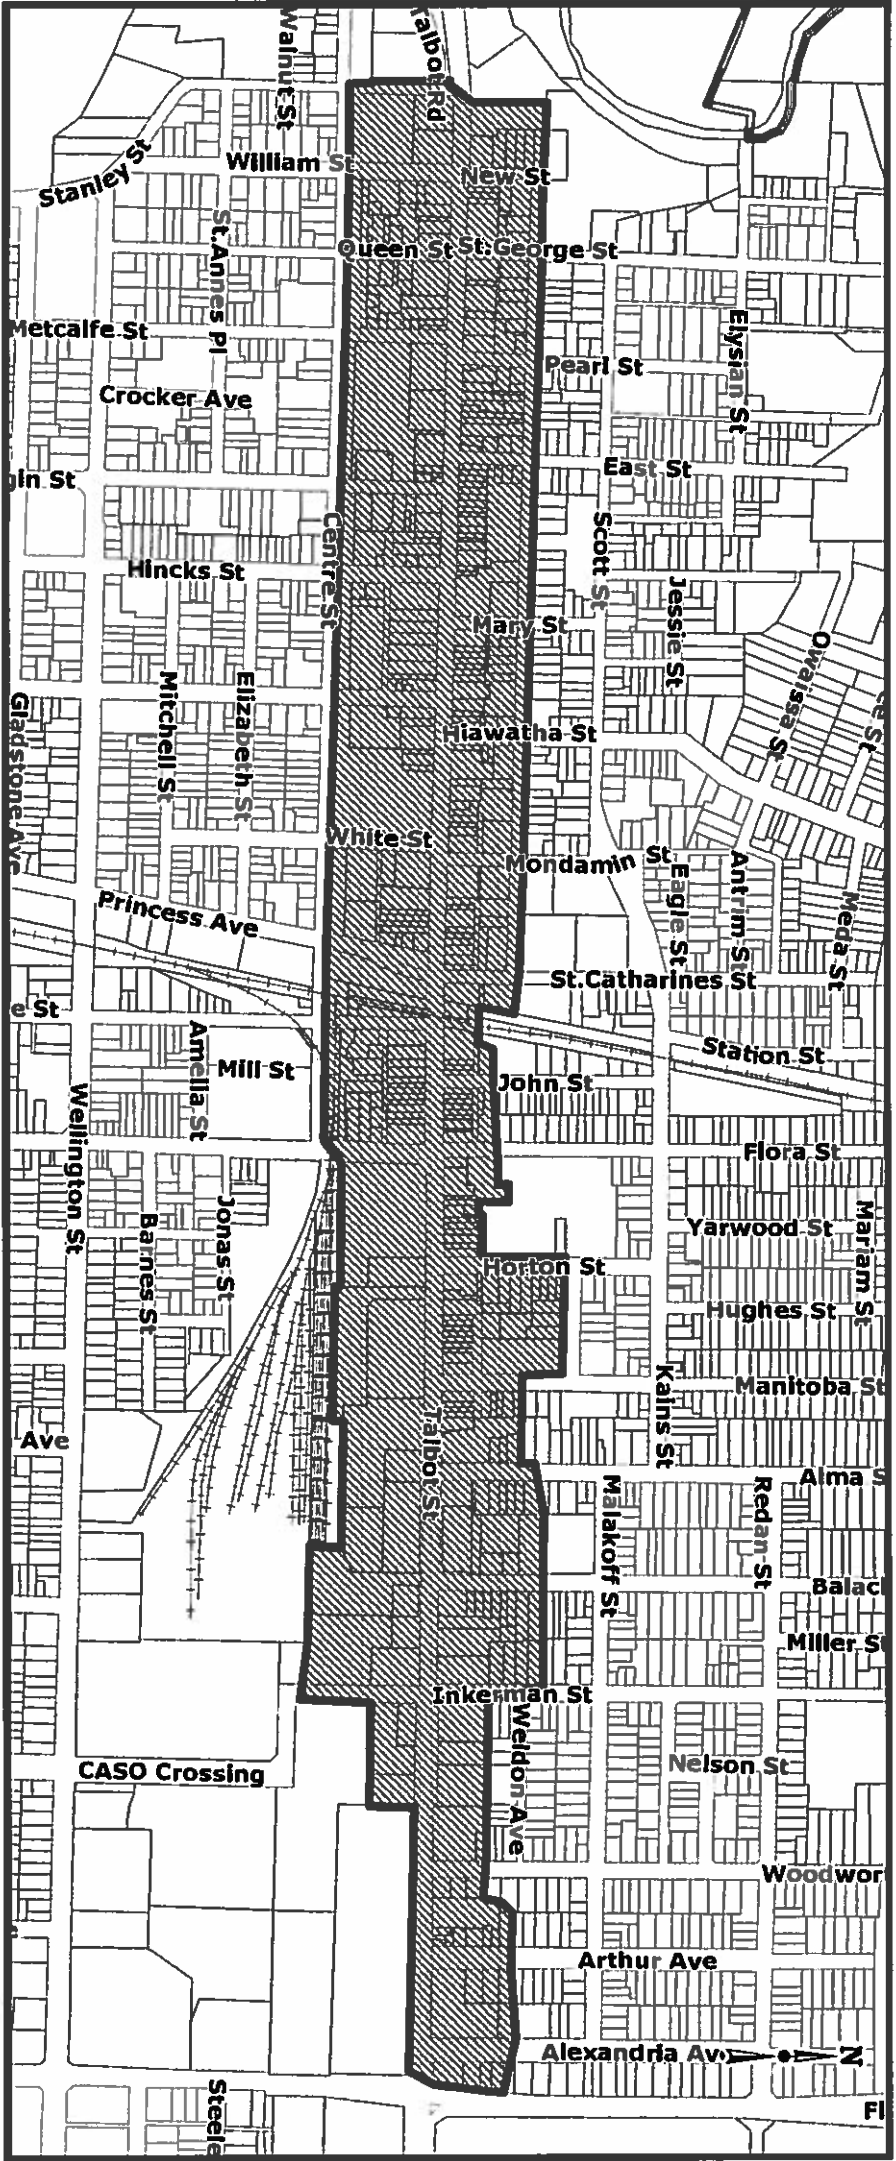 Walnut St
Talbot Rd
William St
Stanley St
New St
St.Annes Pl
Queen St
St.George St
Metcalfe St
Elysian St
Pearl St
Crocker Ave
East St
gin St
Centre St
Scott St
Hincks St
Jessie St
Mary St
Owaissa St
ce St
Mitchell St
Elizabeth St
Gladstone Ave
Hiawatha St
White St
Mondamin St
Eagle St
Antrim St
Meda St
Princess Ave
St.Catharines St
e St
Amelia St
Mill St
Station St
John St
Wellington St
Flora St
Barnes St
Jonas St
Yarwood St
Mariam St
Horton St
Hughes St
Kains St
Manitoba St
Talbot St
Ave
Alma S
Malakoff St
Redan St
Balac
Miller S
Inkerman St
Weldon Ave
Nelson St
CASO Crossing
Woodwor
Arthur Ave
Alexandria Av
N
Steele
Fl